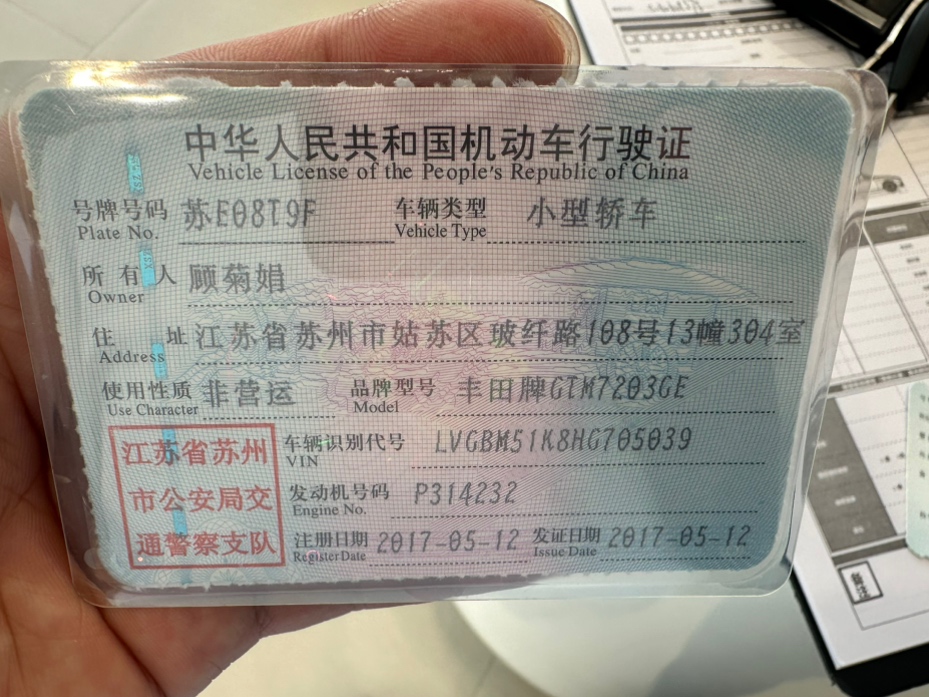 中华人民共和国机动车行驶证
Vehicle License of the People's Republic of China
号牌号码 苏E08T9F 车辆类型 小型轿车
Plate No. Vehicle Type
所有人 顾菊娟
Owner
住址 江苏省苏州市姑苏区玻纤路108号13幢304室
Address
使用性质 非营运 品牌型号 丰田牌GTM7203GE
Use Character Model
江苏省苏州
市公安局交
通警察支队
车辆识别代号 LVGBM51K8HG705039
VIN
发动机号码 P314232
Engine No.
注册日期 2017-05-12 发证日期 2017-05-12
Register Date Issue Date
备注